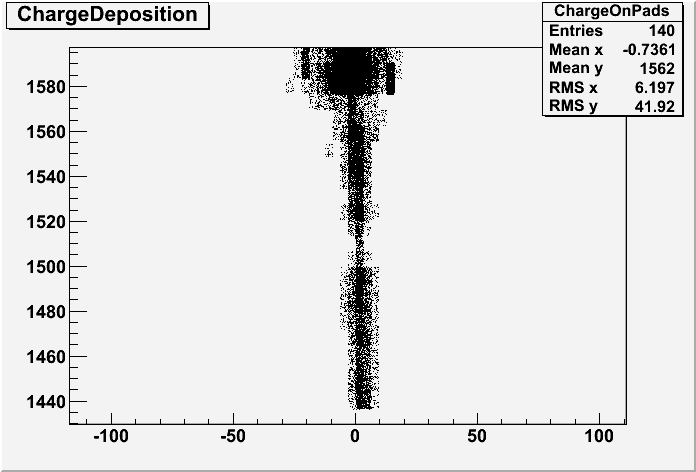 ChargeDeposition
ChargeOnPads
Entries 140
Mean x -0.7361
Mean y 1562
RMS x 6.197
RMS y 41.92
1580
1560
1540
1520
1500
1480
1460
1440
-100 -50 0 50 100